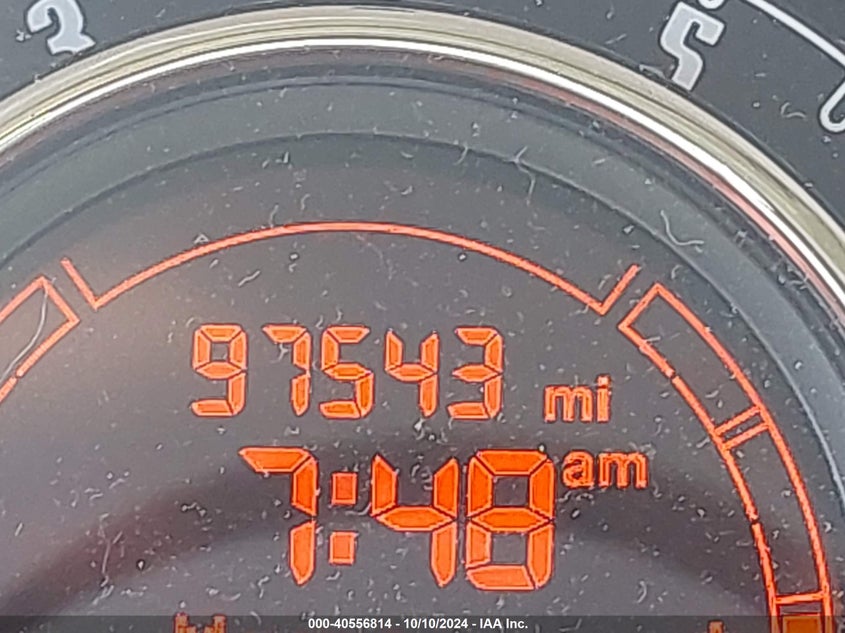 97543 mi
7:48 am
000-40556814 - 10/10/2024 - IAA Inc.